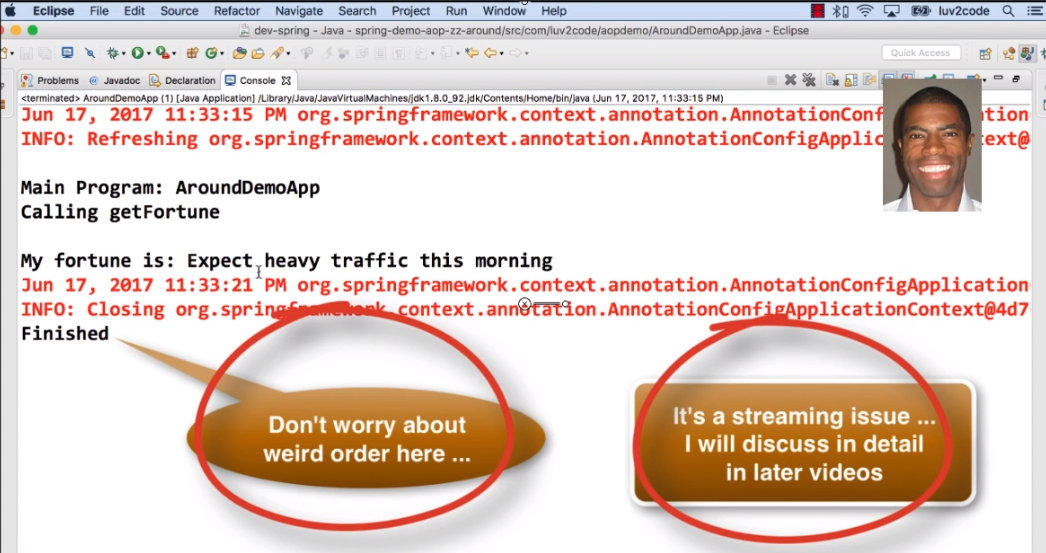 Eclipse File Edit Source Refactor Navigate Search Project Run Window Help luv2code
dev-spring - Java - spring-demo-aop-zz-around/src/com/luv2code/aopdemo/AroundDemoApp.java - Eclipse
Quick Access
Problems @ Javadoc Declaration Console
<terminated> AroundDemoApp (1) [Java Application] /Library/Java/JavaVirtualMachines/jdk1.8.0_92.jdk/Contents/Home/bin/java (Jun 17, 2017, 11:33:15 PM)
Jun 17, 2017 11:33:15 PM org.springframework.context.annotation.AnnotationConf tion
INFO: Refreshing org.springframework.context.annotation.AnnotationConfigApplic ext@
Main Program: AroundDemoApp
Calling getFortune
My fortune is: Expect heavy traffic this morning
Jun 17, 2017 11:33:21 PM org.springframework.context.annotation.AnnotationConfigApplication
INFO: Closing org.springframework.context.annotation.AnnotationConfigApplicationContext@4d7
Finished
Don't worry about
weird order here ...
It's a streaming issue ...
I will discuss in detail
in later videos